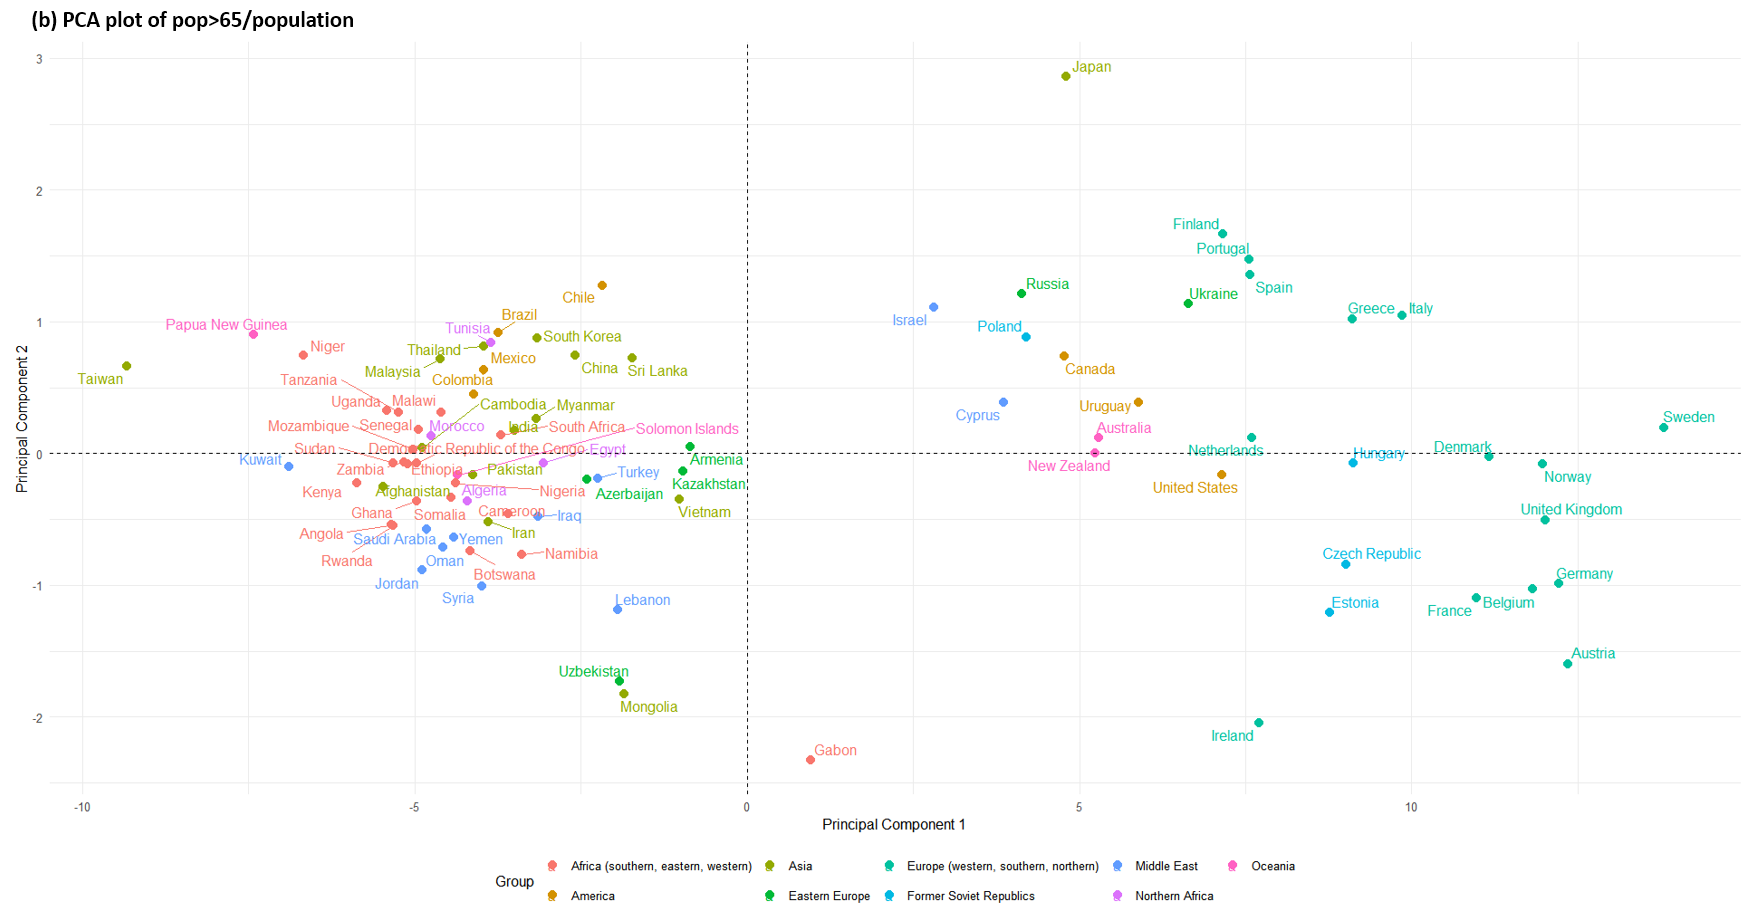 (b) PCA plot of pop>65/population
3
2
1
0
-1
-2
Principal Component 2
Japan
Finland
Portugal
Spain
Russia
Ukraine
Greece
Italy
Israel
Poland
Canada
Cyprus
Uruguay
Australia
New Zealand
Netherlands
United States
Hungary
Denmark
Sweden
Norway
United Kingdom
Czech Republic
Estonia
Germany
Belgium
France
Austria
Ireland
Gabon
Chile
Brazil
Tunisia
South Korea
Thailand
Mexico
China
Sri Lanka
Malaysia
Colombia
Papua New Guinea
Niger
Taiwan
Tanzania
Uganda
Malawi
Cambodia
Myanmar
Mozambique
Senegal
Morocco
India
South Africa
Solomon Islands
Sudan
Democratic Republic of the Congo
Egypt
Kuwait
Zambia
Ethiopia
Pakistan
Turkey
Armenia
Kazakhstan
Azerbaijan
Vietnam
Kenya
Afghanistan
Algeria
Nigeria
Ghana
Somalia
Cameroon
Iraq
Iran
Angola
Saudi Arabia
Yemen
Rwanda
Oman
Namibia
Botswana
Jordan
Syria
Lebanon
Uzbekistan
Mongolia
-10
-5
0
5
10
Principal Component 1
Group
Africa (southern, eastern, western)
America
Asia
Eastern Europe
Europe (western, southern, northern)
Former Soviet Republics
Middle East
Northern Africa
Oceania